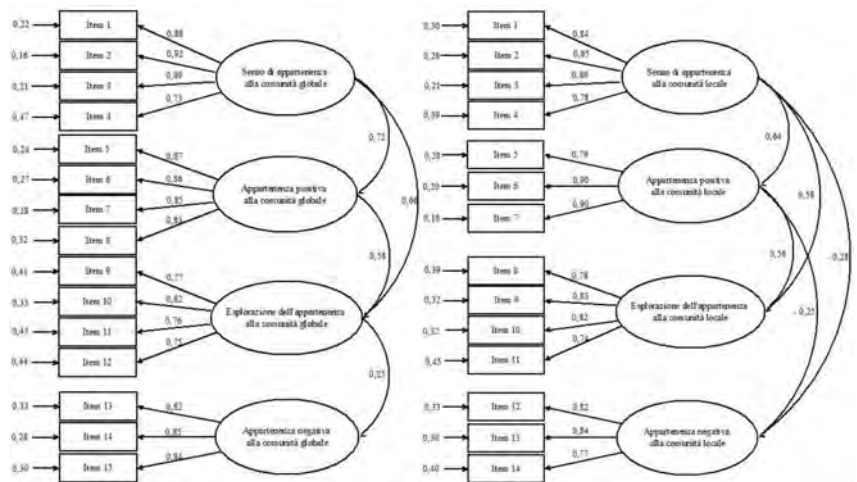 0,22
Item 1
0,88
0,16
Item 2
0,92
0,21
Item 3
0,89
0,47
Item 4
0,73
Senso di appartenenza
alla comunità globale
0,72
0,66
0,24
Item 5
0,87
0,27
Item 6
0,86
0,28
Item 7
0,85
0,32
Item 8
0,83
Appartenenza positiva
alla comunità globale
0,58
0,41
Item 9
0,77
0,33
Item 10
0,82
Item 11
0,76
0,44
Item 12
0,75
Esplorazione dell'appartenenza
alla comunità globale
0,25
0,33
Item 13
0,82
0,28
Item 14
0,85
0,30
Item 15
0,84
Appartenenza negativa
alla comunità globale
0,30
Item 1
0,84
0,28
Item 2
0,85
0,21
Item 3
0,86
0,39
Item 4
0,78
Senso di appartenenza
alla comunità locale
0,64
0,58
- 0,28
Item 5
0,79
0,20
Item 6
0,90
0,18
Item 7
0,90
Appartenenza positiva
alla comunità locale
0,56
- 0,25
0,39
Item 8
0,78
0,32
Item 9
0,83
0,32
Item 10
0,82
0,45
Item 11
0,74
Esplorazione dell'appartenenza
alla comunità locale
0,33
Item 12
0,82
0,30
Item 13
0,84
0,40
Item 14
0,77
Appartenenza negativa
alla comunità locale